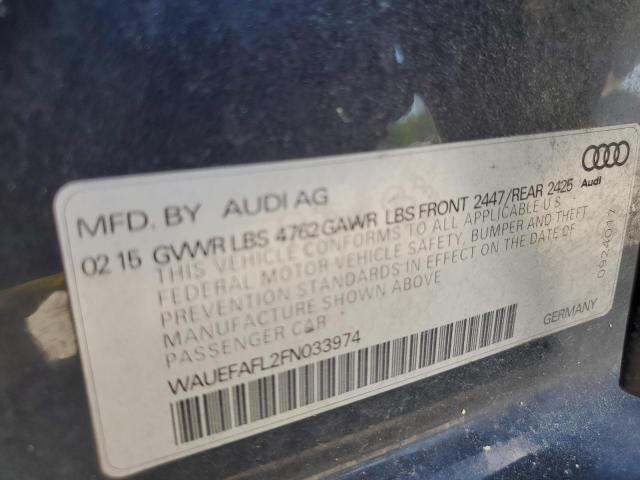 MFD. BY AUDI AG
Audi
02 15 GVWR LBS 4762 GAWR LBS FRONT 2447/REAR 2425
THIS VEHICLE CONFORMS TO ALL APPLICABLE U S
FEDERAL MOTOR VEHICLE SAFETY, BUMPER AND THEFT
PREVENTION STANDARDS IN EFFECT ON THE DATE OF
MANUFACTURE SHOWN ABOVE
PASSENGER CAR
WAUEFAFL2FN033974
GERMANY
0924017